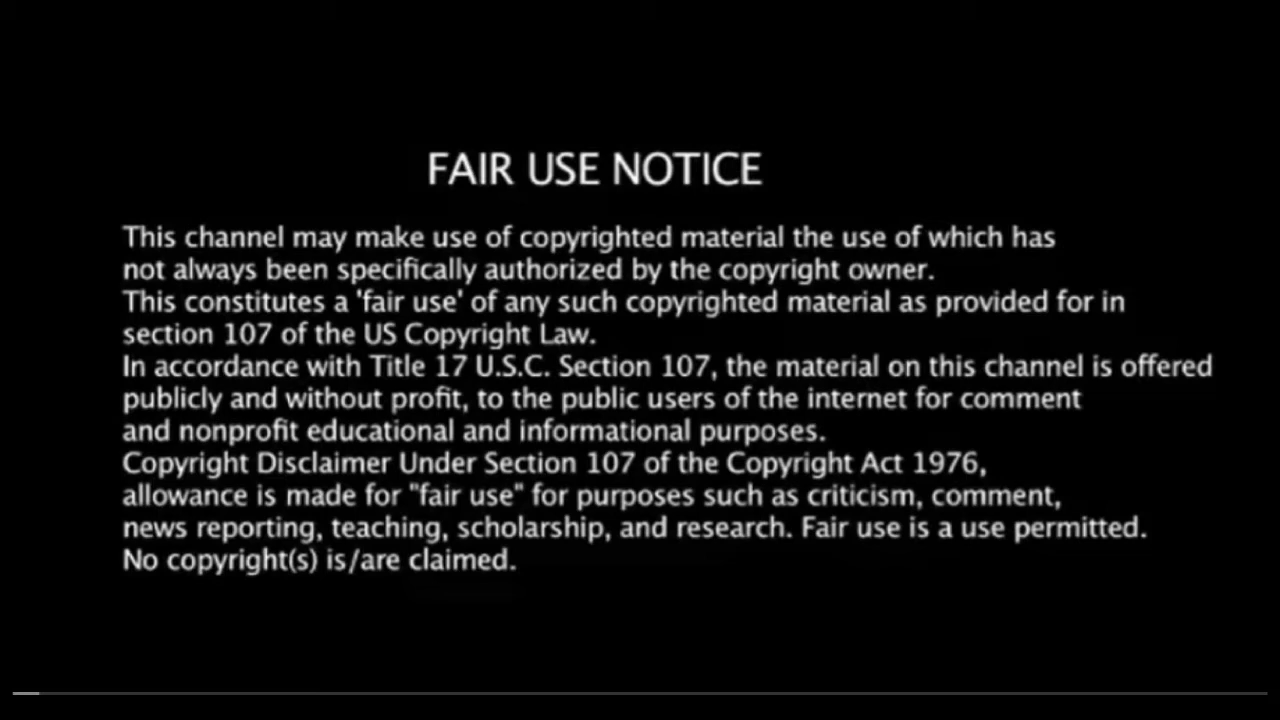 FAIR USE NOTICE
This channel may make use of copyrighted material the use of which has
not always been specifically authorized by the copyright owner.
This constitutes a 'fair use' of any such copyrighted material as provided for in
section 107 of the US Copyright Law.
In accordance with Title 17 U.S.C. Section 107, the material on this channel is offered
publicly and without profit, to the public users of the internet for comment
and nonprofit educational and informational purposes.
Copyright Disclaimer Under Section 107 of the Copyright Act 1976,
allowance is made for "fair use" for purposes such as criticism, comment,
news reporting, teaching, scholarship, and research. Fair use is a use permitted.
No copyright(s) is/are claimed.